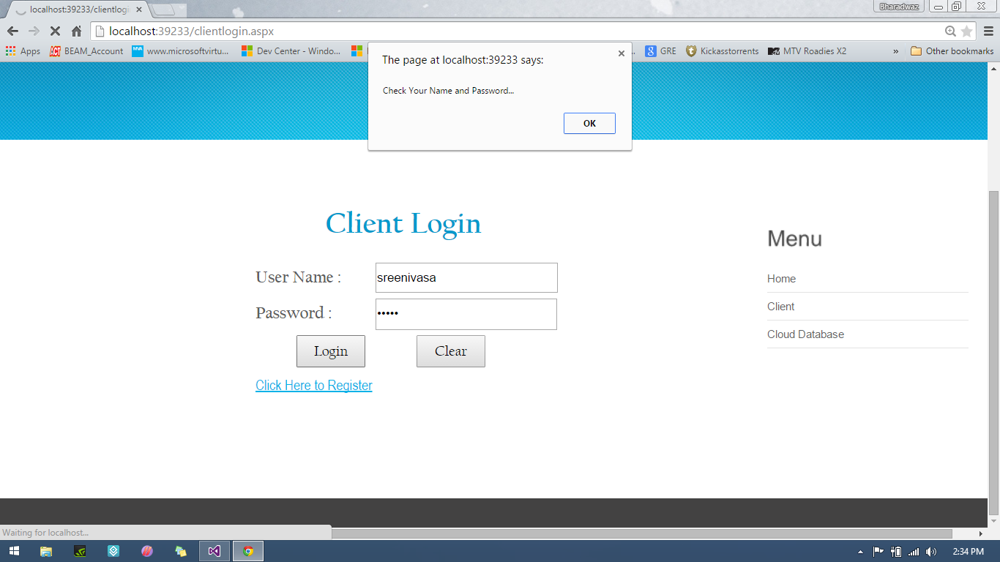 localhost:39233/clientlogi
Bharadwaz
localhost:39233/clientlogin.aspx
Apps BEAM_Account www.microsoftvirtu... Dev Center - Windo... GRE Kickasstorrents MTV Roadies X2 » Other bookmarks
The page at localhost:39233 says:
Check Your Name and Password...
OK
Client Login
User Name : sreenivasa
Password : •••••
Login Clear
Click Here to Register
Menu
Home
Client
Cloud Database
Waiting for localhost...
2:34 PM